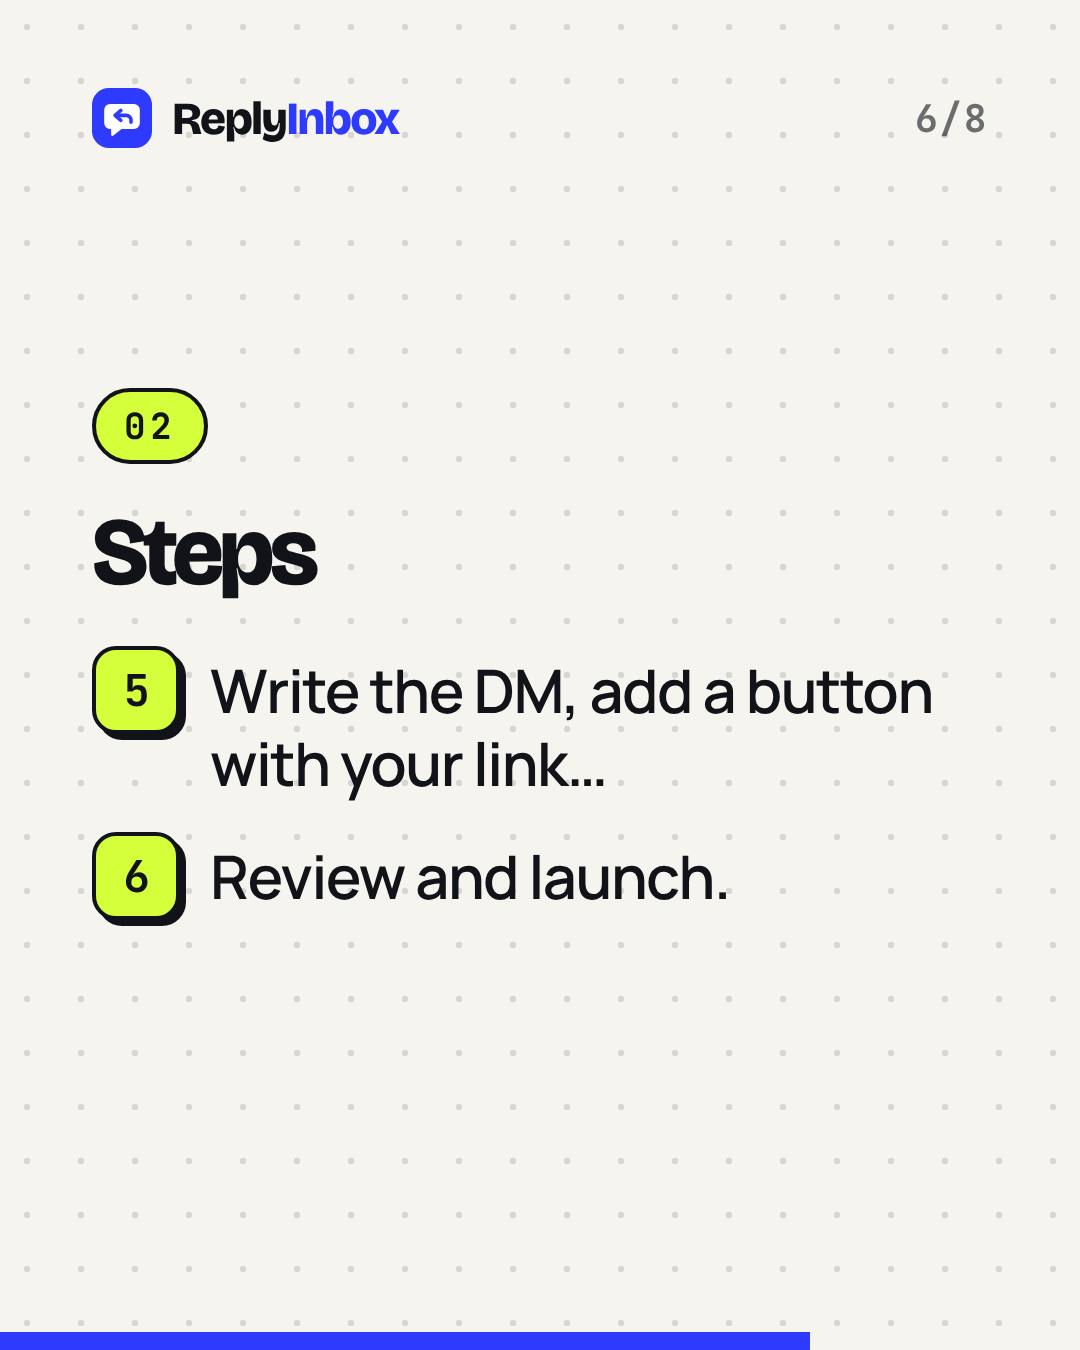 ReplyInbox
6/8
02
Steps
5 Write the DM, add a button
with your link...
6 Review and launch.